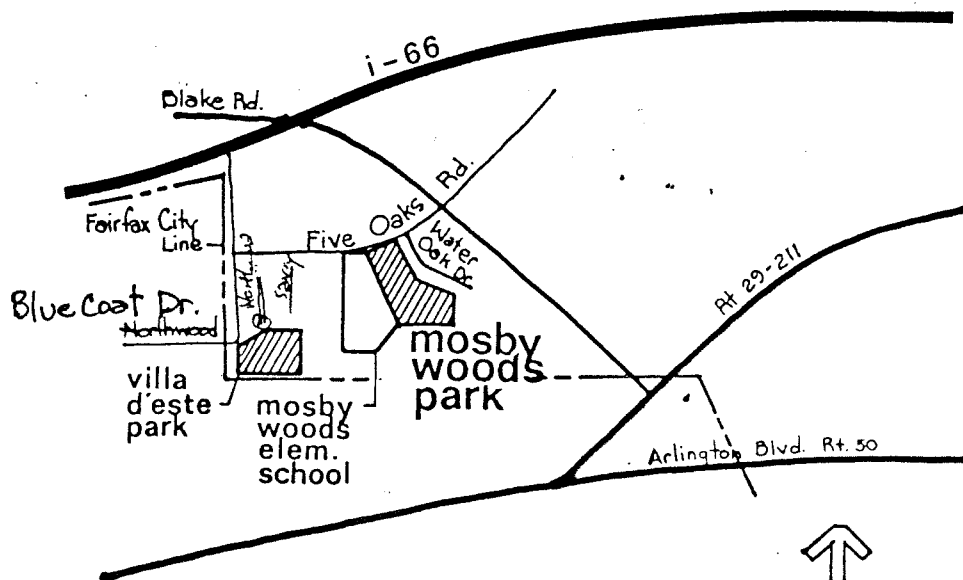 i-66
Blake Rd.
Fairfax City
Line
Five Oaks Rd.
Water
Oak Dr.
Rt 29-211
Blue Coat Dr.
Northwood
villa
d'este
park
mosby
woods
elem.
school
mosby
woods
park
Arlington Blvd. Rt. 50